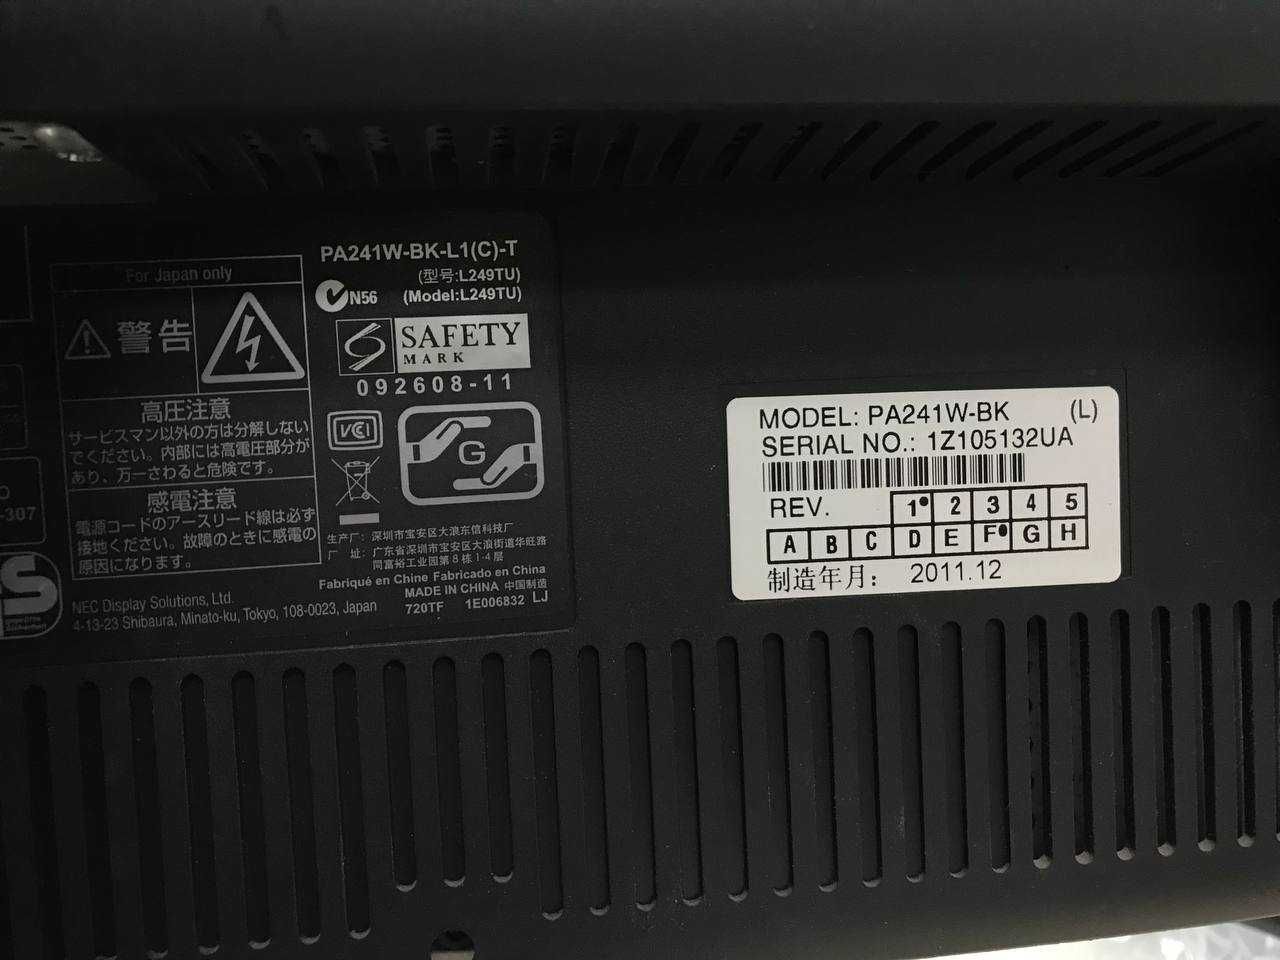 For Japan only
警告
高圧注意
サービスマン以外の方は分解しない
でください。内部には高電圧部分が
あり、万一さわると危険です。
感電注意
電源コードのアースリード線は必ず
接地ください。故障のときに感電の
原因になります。
NEC Display Solutions, Ltd.
4-13-23 Shibaura, Minato-ku, Tokyo, 108-0023, Japan
-307
PA241W-BK-L1(C)-T
(型号:L249TU)
N56 (Model:L249TU)
SAFETY
MARK
092608-11
VCCI
G
生产厂: 深圳市宝安区大浪东信科技厂
厂 址: 广东省深圳市宝安区大浪街道华旺路
同富裕工业园第8栋1-4层
Fabriqué en Chine Fabricado en China
MADE IN CHINA 中国制造
720TF 1E006832 LJ
MODEL: PA241W-BK (L)
SERIAL NO.: 1Z105132UA
REV. 1 2 3 4 5
A B C D E F G H
制造年月: 2011.12